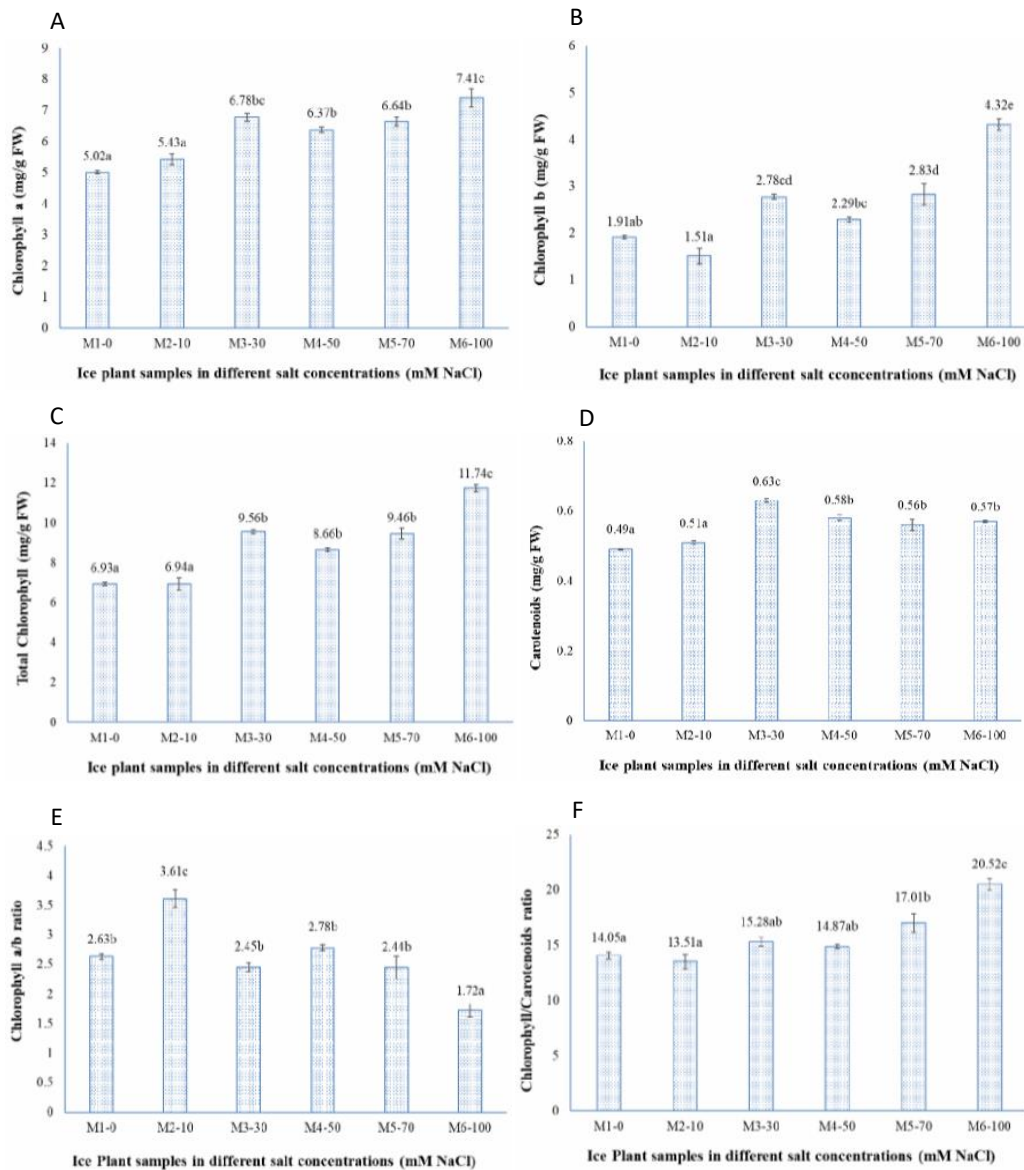 A
Chlorophyll a (mg/g FW)
9
8
7
6
5
4
3
2
1
0
5.02a
5.43a
6.78bc
6.37b
6.64b
7.41c
M1-0 M2-10 M3-30 M4-50 M5-70 M6-100
Ice plant samples in different salt concentrations (mM NaCl)
B
Chlorophyll b (mg/g FW)
6
5
4
3
2
1
0
1.91ab
1.51a
2.78cd
2.29bc
2.83d
4.32e
M1-0 M2-10 M3-30 M4-50 M5-70 M6-100
Ice plant samples in different salt cconcentrations (mM NaCl)
C
Total Chlorophyll (mg/g FW)
14
12
10
8
6
4
2
0
6.93a
6.94a
9.56b
8.66b
9.46b
11.74c
M1-0 M2-10 M3-30 M4-50 M5-70 M6-100
Ice plant samples in different salt concentrations (mM NaCl)
D
Carotenoids (mg/g FW)
0.8
0.6
0.4
0.2
0
0.49a
0.51a
0.63c
0.58b
0.56b
0.57b
M1-0 M2-10 M3-30 M4-50 M5-70 M6-100
Ice plant samples in different salt concentrations (mM NaCl)
E
Chlorophyll a/b ratio
4.5
4
3.5
3
2.5
2
1.5
1
0.5
0
2.63b
3.61c
2.45b
2.78b
2.44b
1.72a
M1-0 M2-10 M3-30 M4-50 M5-70 M6-100
Ice Plant samples in different salt concentrations (mM NaCl)
F
Chlorophyll/Carotenoids ratio
25
20
15
10
5
0
14.05a
13.51a
15.28ab
14.87ab
17.01b
20.52c
M1-0 M2-10 M3-30 M4-50 M5-70 M6-100
Ice Plant samples in different salt concentrations (mM NaCl)